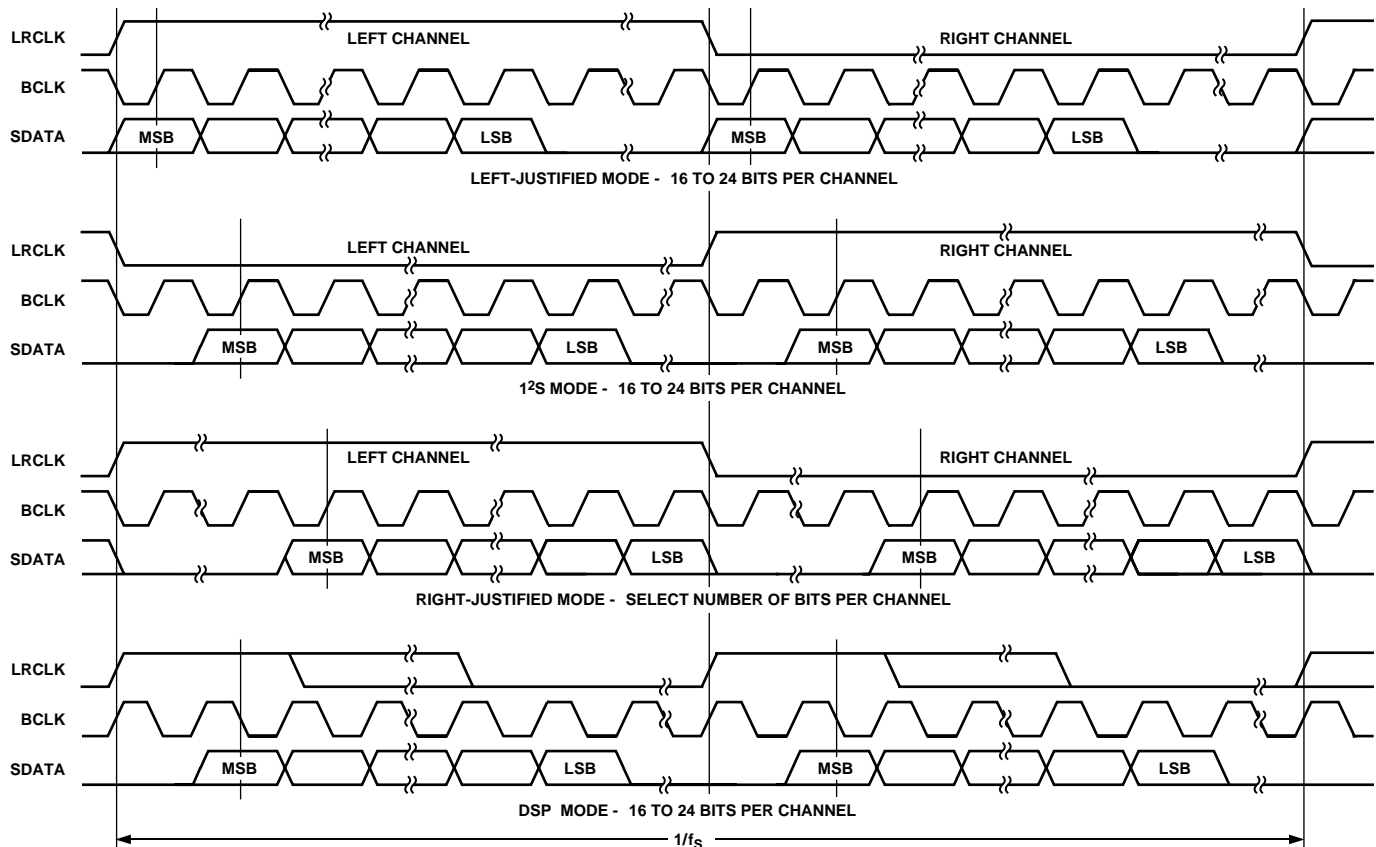 LRCLK
LEFT CHANNEL
RIGHT CHANNEL
BCLK
SDATA
MSB
LSB
MSB
LSB
LEFT-JUSTIFIED MODE - 16 TO 24 BITS PER CHANNEL
LRCLK
LEFT CHANNEL
RIGHT CHANNEL
BCLK
SDATA
MSB
LSB
MSB
LSB
1²S MODE - 16 TO 24 BITS PER CHANNEL
LRCLK
LEFT CHANNEL
RIGHT CHANNEL
BCLK
SDATA
MSB
LSB
MSB
LSB
RIGHT-JUSTIFIED MODE - SELECT NUMBER OF BITS PER CHANNEL
LRCLK
BCLK
SDATA
MSB
LSB
MSB
LSB
DSP MODE - 16 TO 24 BITS PER CHANNEL
1/fS